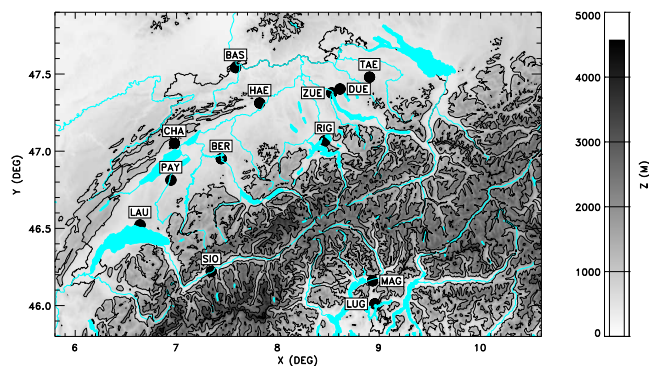 5000
BAS
47.5
TAE
HAE
ZUE
DUE
4000
CHA
RIG
47.0
BER
3000
PAY
Y (DEG)
Z (M)
LAU
46.5
2000
SIO
MAG
1000
46.0
LUG
0
6 7 8 9 10
X (DEG)